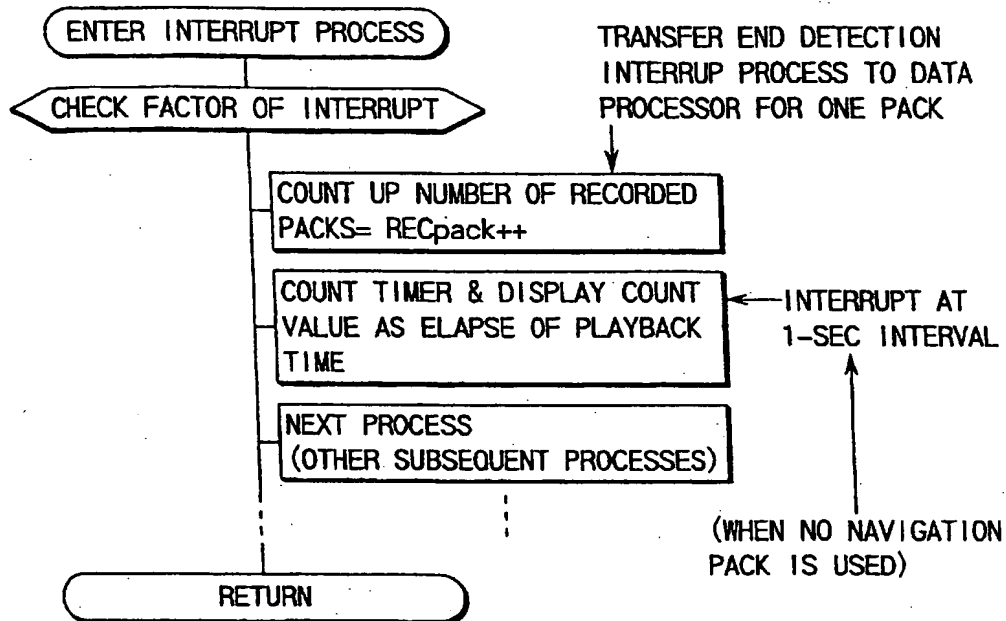 ENTER INTERRUPT PROCESS
CHECK FACTOR OF INTERRUPT
TRANSFER END DETECTION
INTERRUP PROCESS TO DATA
PROCESSOR FOR ONE PACK
COUNT UP NUMBER OF RECORDED
PACKS= RECpack++
COUNT TIMER & DISPLAY COUNT
VALUE AS ELAPSE OF PLAYBACK
TIME
INTERRUPT AT
1-SEC INTERVAL
NEXT PROCESS
(OTHER SUBSEQUENT PROCESSES)
(WHEN NO NAVIGATION
PACK IS USED)
RETURN